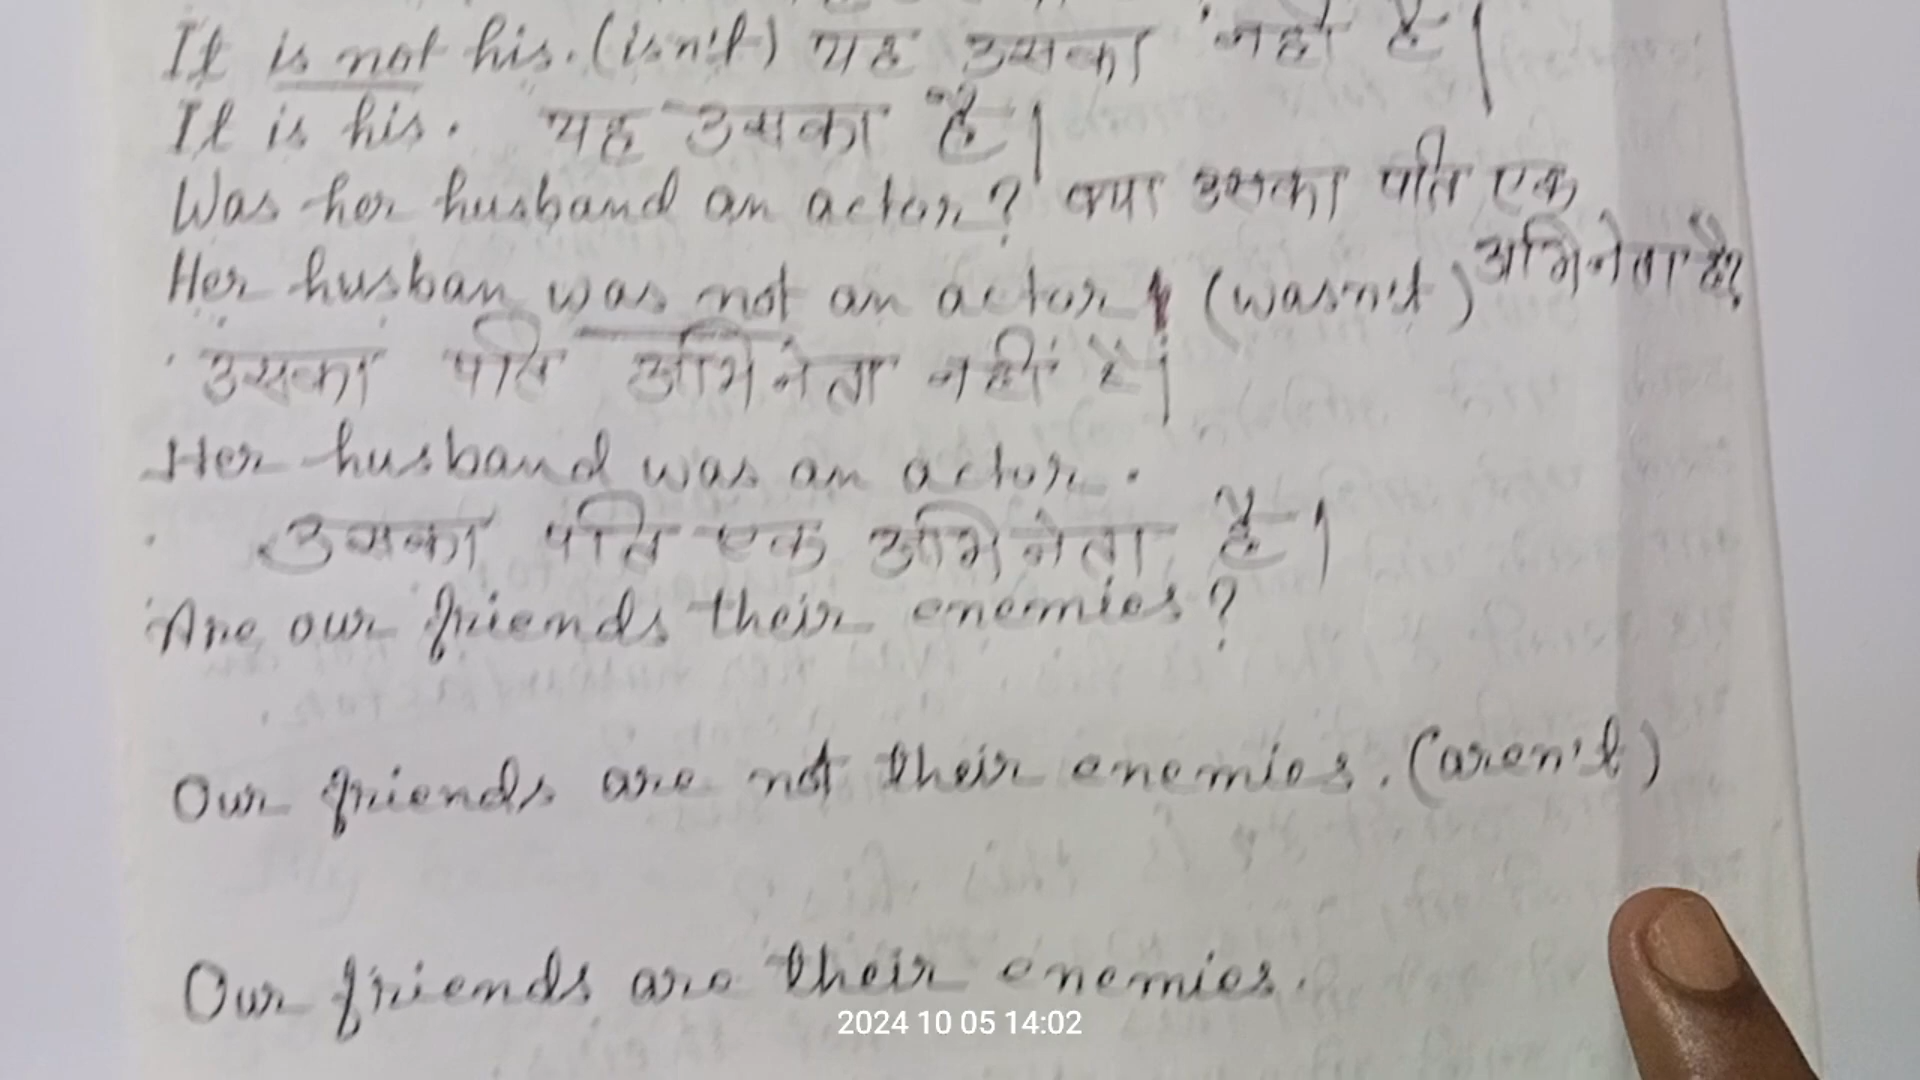 It is not his. (isn't) यह उसका नहीं है।
It is his. यह उसका है।
Was her husband an actor? क्या उसका पति एक
अभिनेता है?
Her husban was not an actor. (wasn't)
उसका पति अभिनेता नहीं है।
Her husband was an actor.
उसका पति एक अभिनेता है।
Are our friends their enemies?
Our friends are not their enemies. (aren't)
Our friends are their enemies.
2024 10 05 14:02